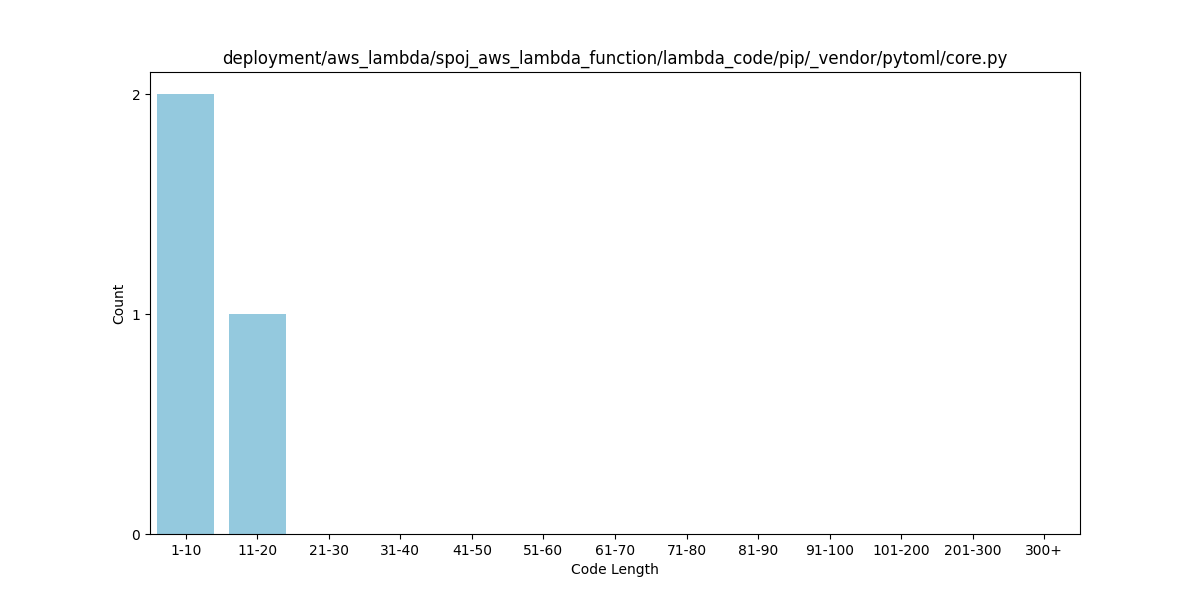 deployment/aws_lambda/spoj_aws_lambda_function/lambda_code/pip/_vendor/pytoml/core.py
2
1
0
Count
1-10 11-20 21-30 31-40 41-50 51-60 61-70 71-80 81-90 91-100 101-200 201-300 300+
Code Length